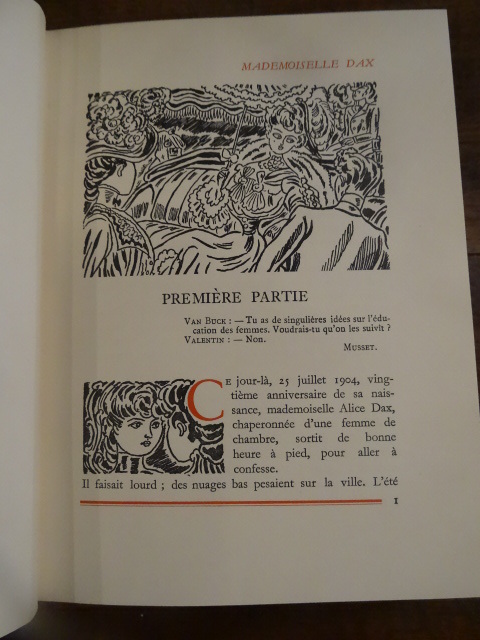 MADEMOISELLE DAX
PREMIÈRE PARTIE
VAN BUCK : — Tu as de singulières idées sur l'édu-
cation des femmes. Voudrais-tu qu'on les suivît ?
VALENTIN : — Non.
MUSSET.
CE jour-là, 25 juillet 1904, ving-
tième anniversaire de sa nais-
sance, mademoiselle Alice Dax,
chaperonnée d'une femme de
chambre, sortit de bonne
heure à pied, pour aller à
confesse.
Il faisait lourd ; des nuages bas pesaient sur la ville. L'été
1